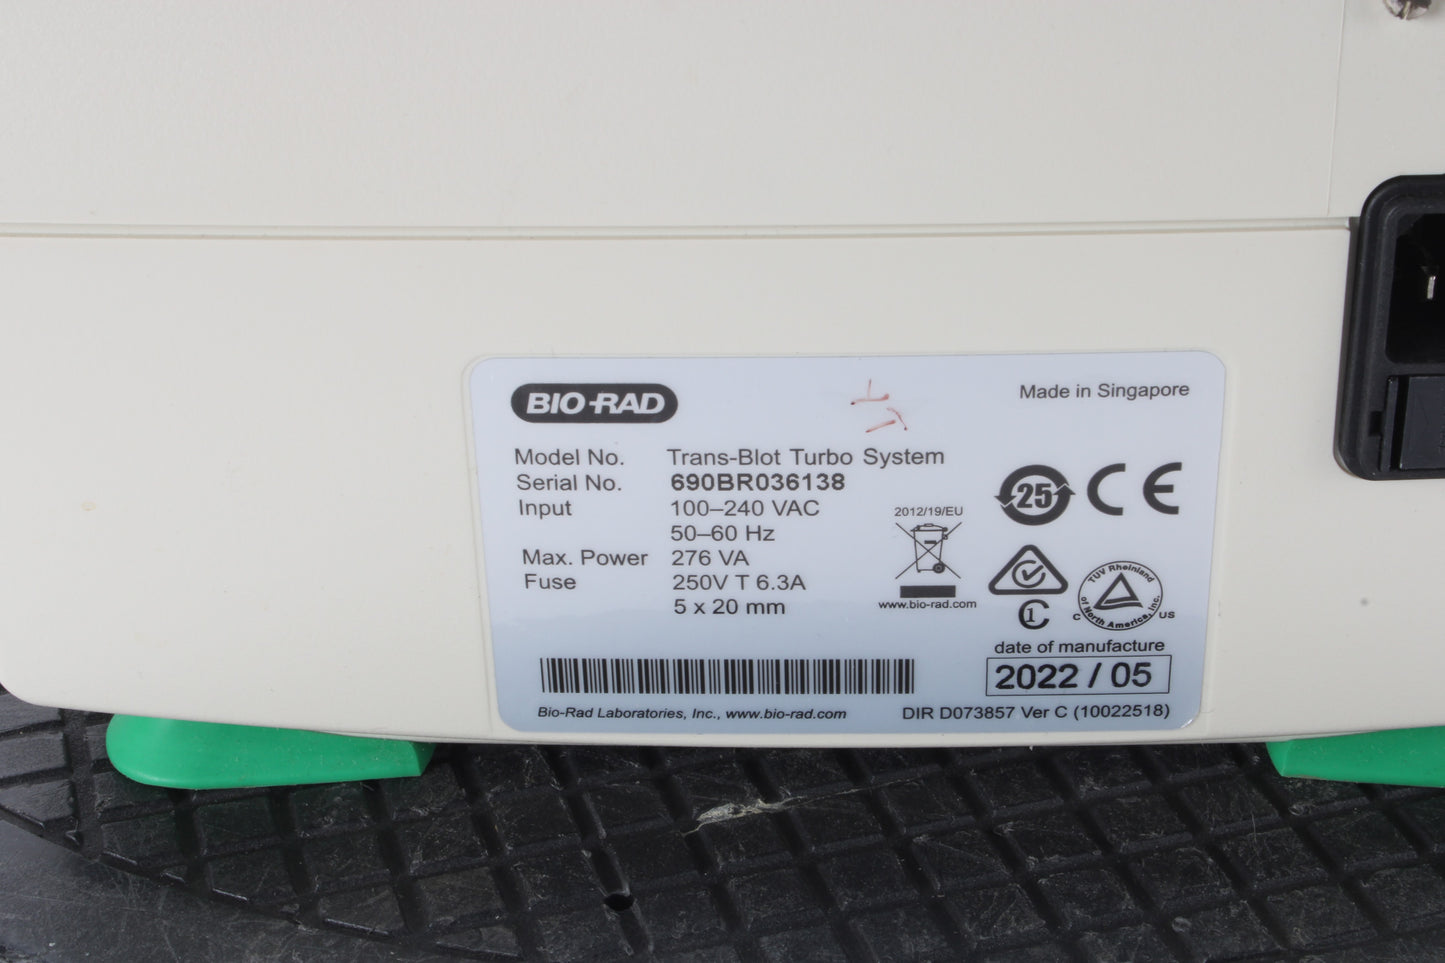 BIO-RAD
Made in Singapore
Model No. Trans-Blot Turbo System
Serial No. 690BR036138
Input 100–240 VAC
50–60 Hz
Max. Power 276 VA
Fuse 250V T 6.3A
5 x 20 mm
2012/19/EU
www.bio-rad.com
25
CE
1
TUV Rheinland
of North America, Inc.
C US
date of manufacture
2022 / 05
Bio-Rad Laboratories, Inc., www.bio-rad.com
DIR D073857 Ver C (10022518)